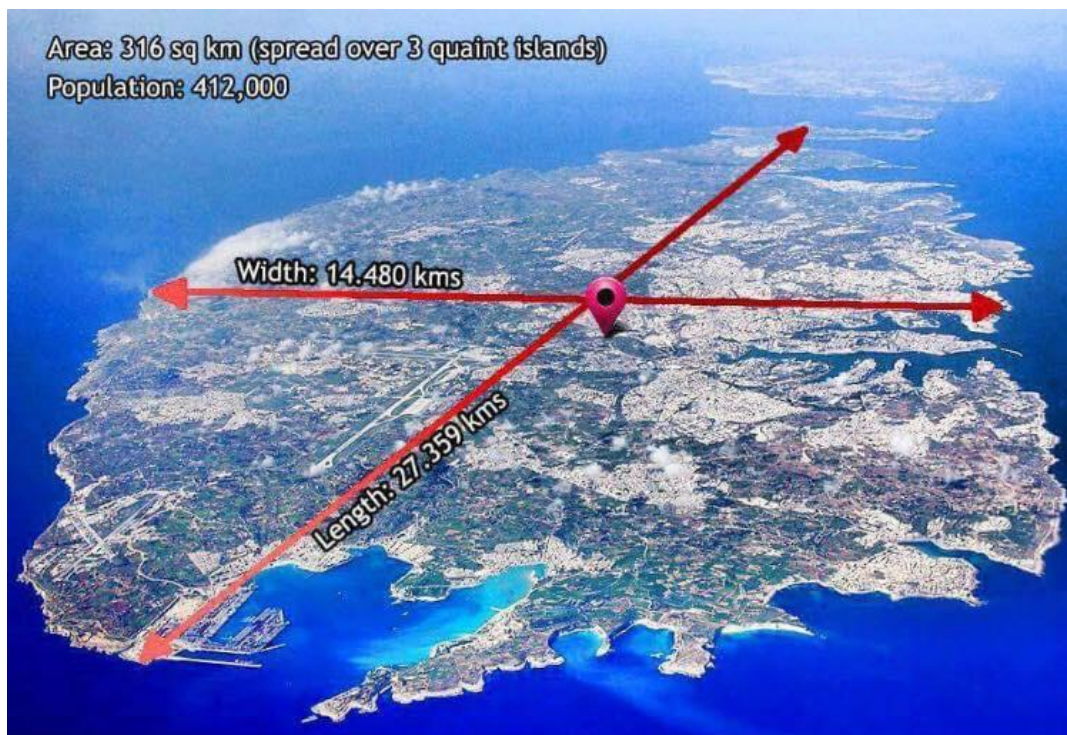 Area: 316 sq km (spread over 3 quaint islands)
Population: 412,000
Width: 14.480 kms
Length: 27.359 kms